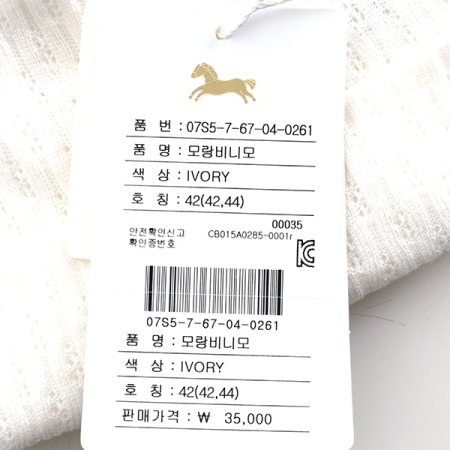 품 번 : 07S5-7-67-04-0261
품 명 : 모랑비니모
색 상 : IVORY
호 칭 : 42(42,44)
00035
안전확인신고 CB015A0285-0001r
확인증번호
07S5-7-67-04-0261
품 명 : 모랑비니모
색 상 : IVORY
호 칭 : 42(42,44)
판매가격 : ₩ 35,000